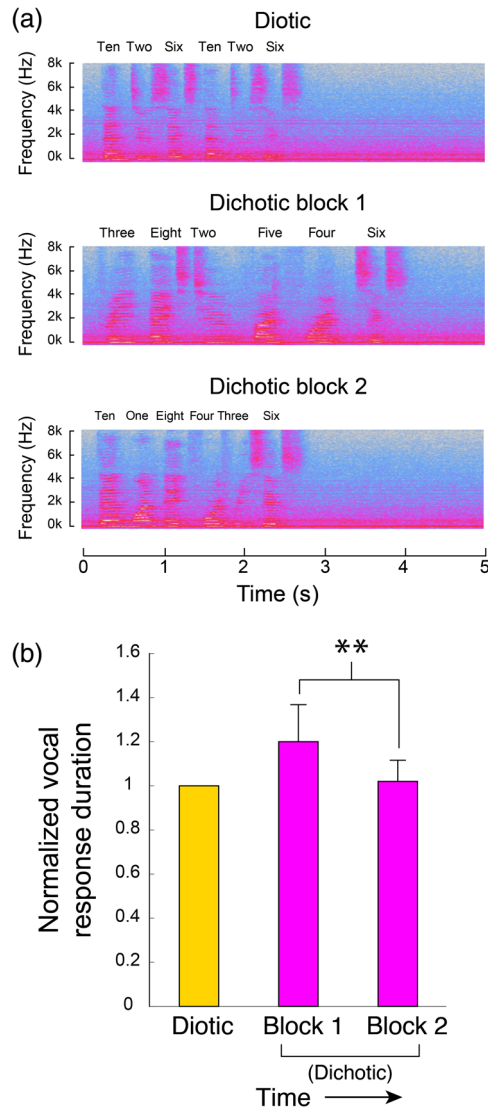 (a)
Diotic
Ten Two Six Ten Two Six
8k
6k
4k
2k
0k
Frequency (Hz)
Dichotic block 1
Three Eight Two Five Four Six
8k
6k
4k
2k
0k
Frequency (Hz)
Dichotic block 2
Ten One Eight Four Three Six
8k
6k
4k
2k
0k
Frequency (Hz)
0 1 2 3 4 5
Time (s)
(b)
1.6
1.4
1.2
1
0.8
0.6
0.4
0.2
0
Normalized vocal
response duration
**
Diotic Block 1 Block 2
(Dichotic)
Time